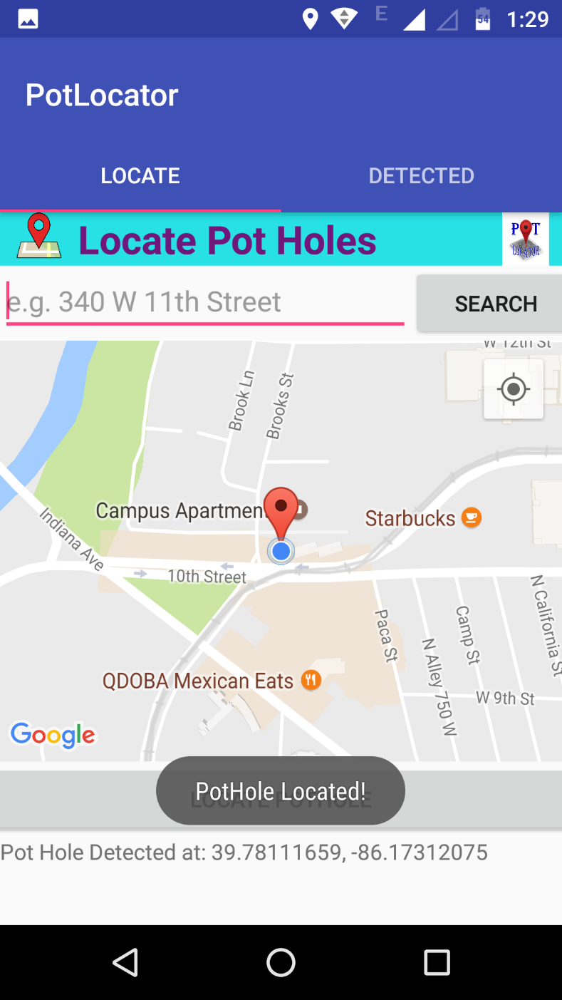 E 54 1:29
PotLocator
LOCATE DETECTED
Locate Pot Holes POT
LOCATOR
e.g. 340 W 11th Street SEARCH
W 12th St
Brook Ln
Brooks St
Campus Apartmen
Starbucks
Indiana Ave
10th Street
Paca St
N Alley 750 W
Camp St
N California St
QDOBA Mexican Eats
W 9th St
Google
LOCATE POTHOLE
PotHole Located!
Pot Hole Detected at: 39.78111659, -86.17312075